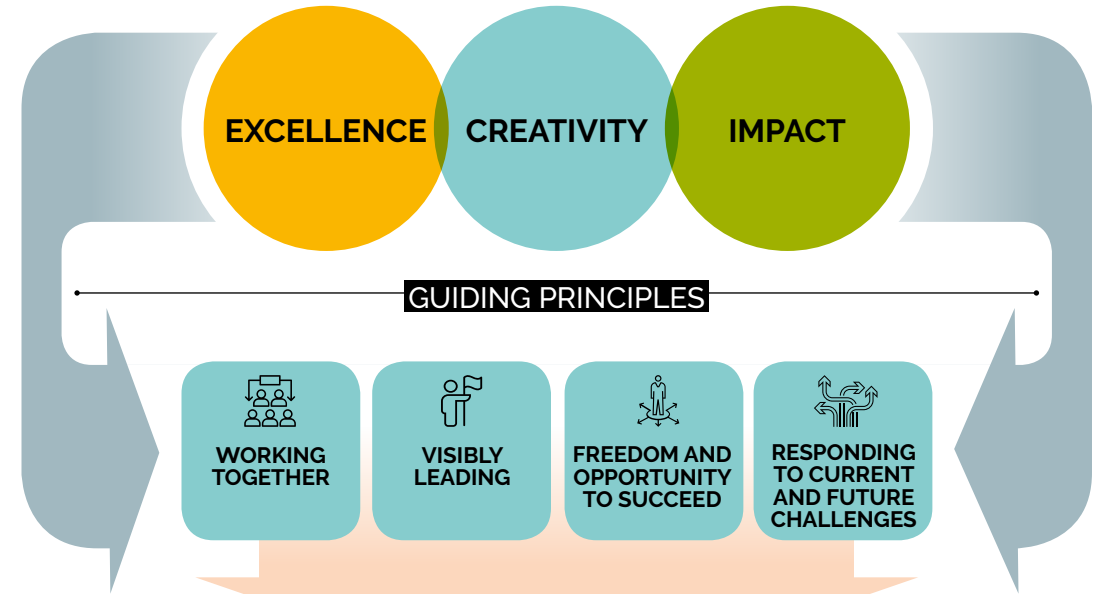 EXCELLENCE
CREATIVITY
IMPACT
GUIDING PRINCIPLES
WORKING
TOGETHER
VISIBLY
LEADING
FREEDOM AND
OPPORTUNITY
TO SUCCEED
RESPONDING
TO CURRENT
AND FUTURE
CHALLENGES